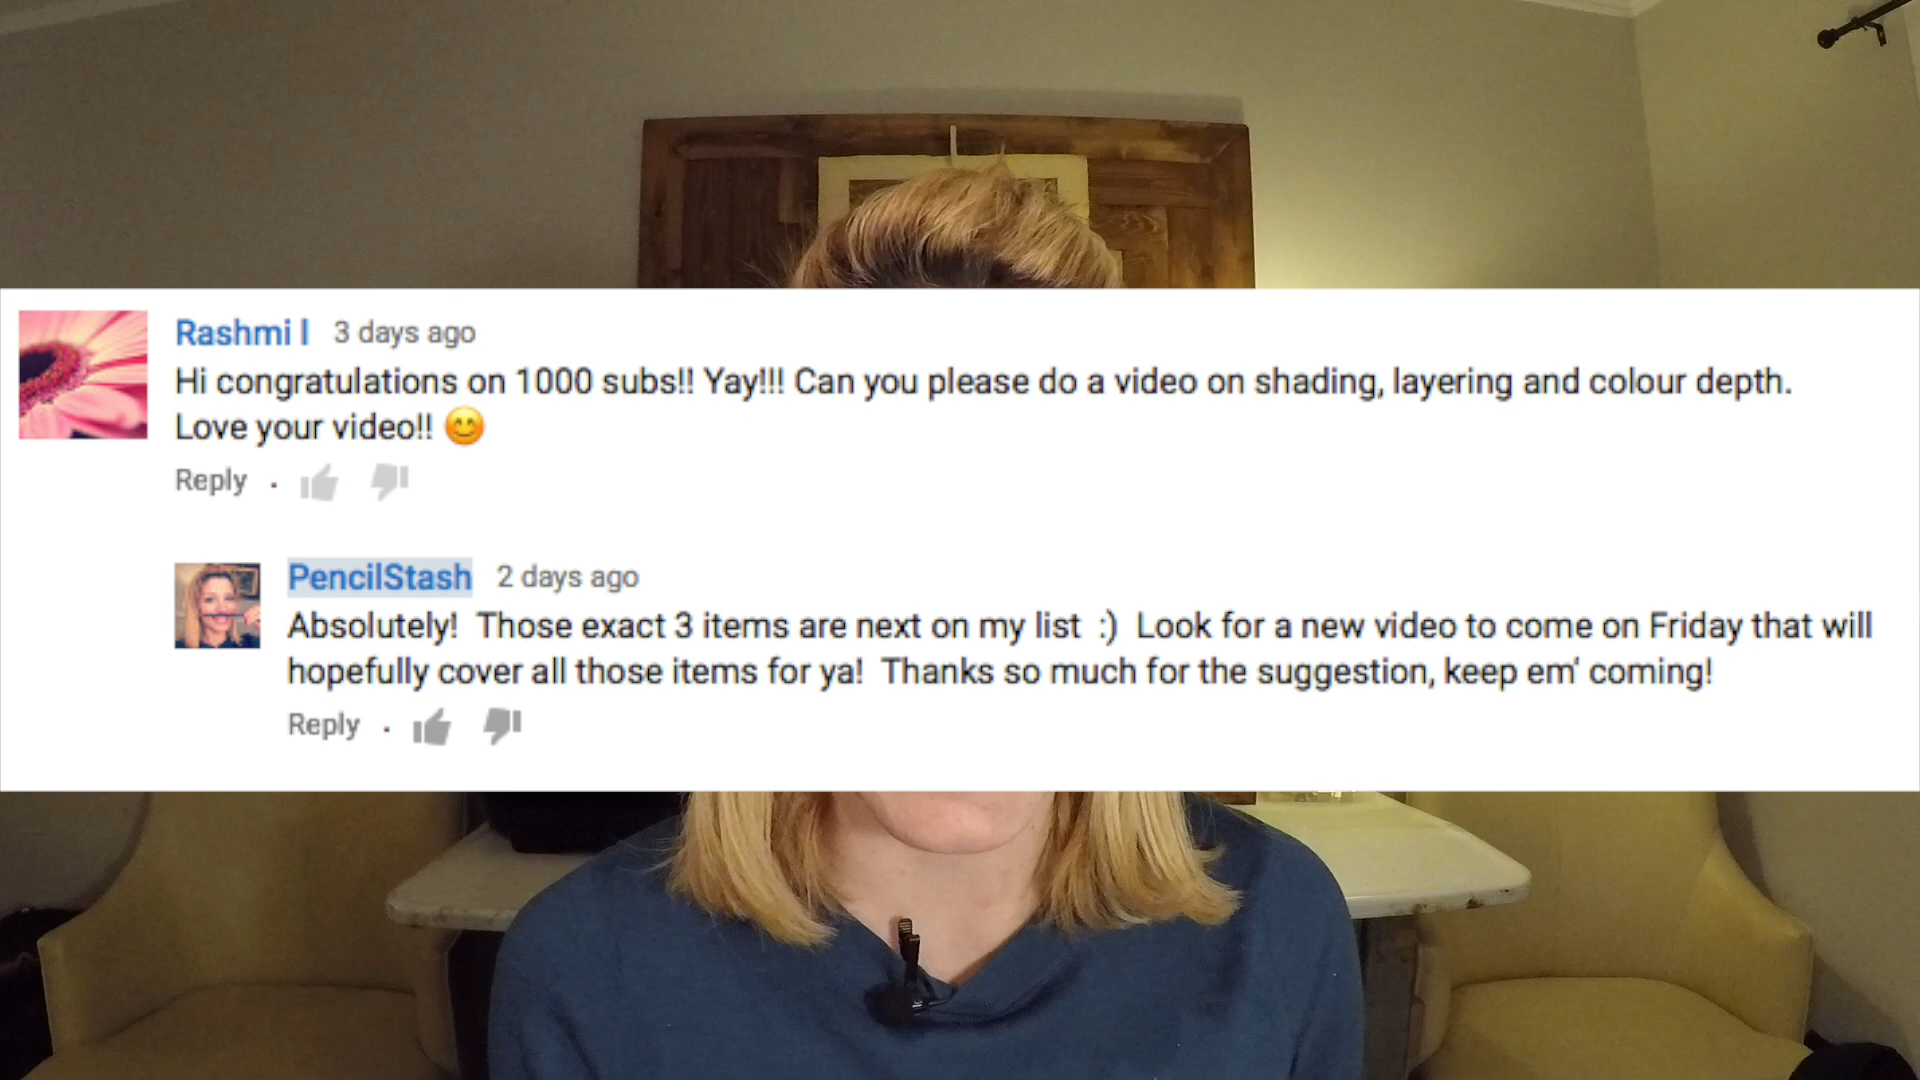 Rashmi I 3 days ago
Hi congratulations on 1000 subs!! Yay!!! Can you please do a video on shading, layering and colour depth.
Love your video!! 😊
Reply .
PencilStash 2 days ago
Absolutely!  Those exact 3 items are next on my list  :)  Look for a new video to come on Friday that will
hopefully cover all those items for ya!  Thanks so much for the suggestion, keep em' coming!
Reply .